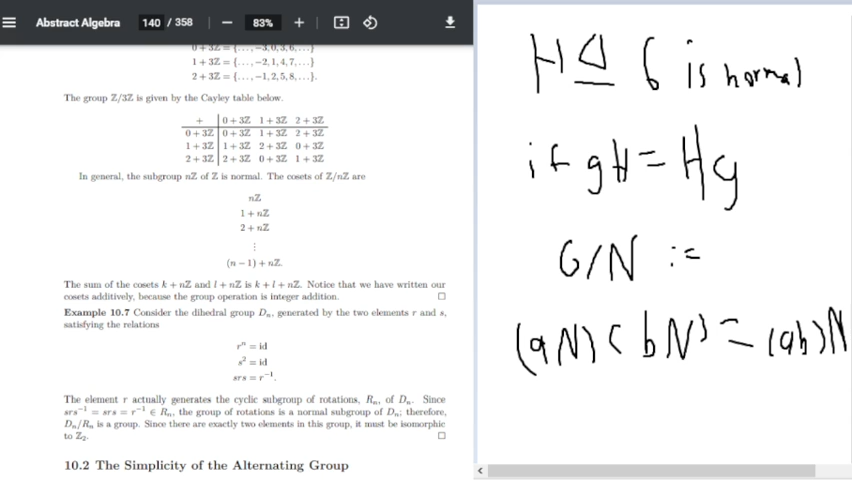 Abstract Algebra 140 / 358 − 83% +
0 + 3ℤ = {. . . , −3, 0, 3, 6, . . .}
1 + 3ℤ = {. . . , −2, 1, 4, 7, . . .}
2 + 3ℤ = {. . . , −1, 2, 5, 8, . . .}.
The group ℤ/3ℤ is given by the Cayley table below.
+ 0 + 3ℤ 1 + 3ℤ 2 + 3ℤ
0 + 3ℤ 0 + 3ℤ 1 + 3ℤ 2 + 3ℤ
1 + 3ℤ 1 + 3ℤ 2 + 3ℤ 0 + 3ℤ
2 + 3ℤ 2 + 3ℤ 0 + 3ℤ 1 + 3ℤ
In general, the subgroup nℤ of ℤ is normal. The cosets of ℤ/nℤ are
nℤ
1 + nℤ
2 + nℤ
⋮
(n − 1) + nℤ.
The sum of the cosets k + nℤ and l + nℤ is k + l + nℤ. Notice that we have written our
cosets additively, because the group operation is integer addition. □
Example 10.7 Consider the dihedral group Dₙ, generated by the two elements r and s,
satisfying the relations
rⁿ = id
s² = id
srs = r⁻¹.
The element r actually generates the cyclic subgroup of rotations, Rₙ, of Dₙ. Since
srs⁻¹ = srs = r⁻¹ ∈ Rₙ, the group of rotations is a normal subgroup of Dₙ; therefore,
Dₙ/Rₙ is a group. Since there are exactly two elements in this group, it must be isomorphic
to ℤ₂. □
10.2 The Simplicity of the Alternating Group
H ⊴ G is normal
if gH = Hg
G/N :=
(aN)(bN) = (ab)N